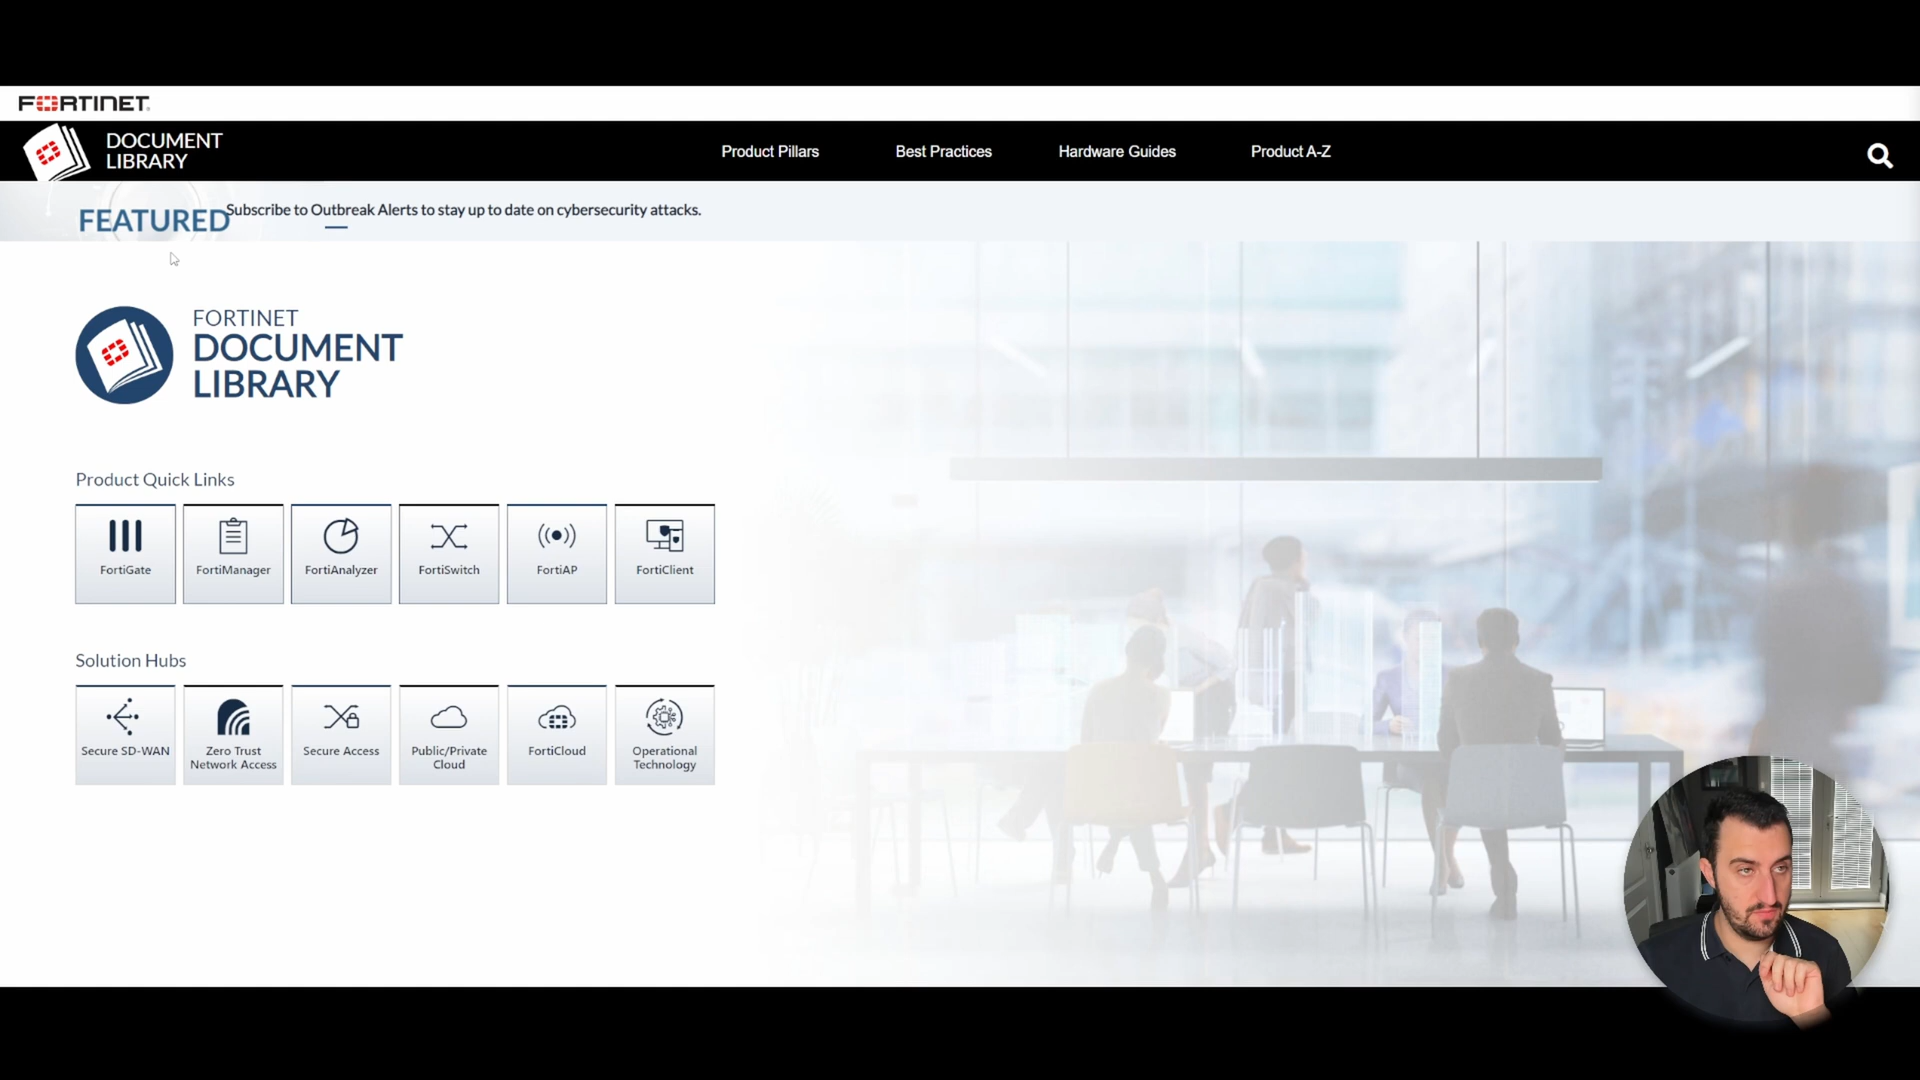 FORTINET
DOCUMENT
LIBRARY
Product Pillars
Best Practices
Hardware Guides
Product A-Z
FEATURED
Subscribe to Outbreak Alerts to stay up to date on cybersecurity attacks.
FORTINET
DOCUMENT
LIBRARY
Product Quick Links
FortiGate
FortiManager
FortiAnalyzer
FortiSwitch
FortiAP
FortiClient
Solution Hubs
Secure SD-WAN
Zero Trust
Network Access
Secure Access
Public/Private
Cloud
FortiCloud
Operational
Technology